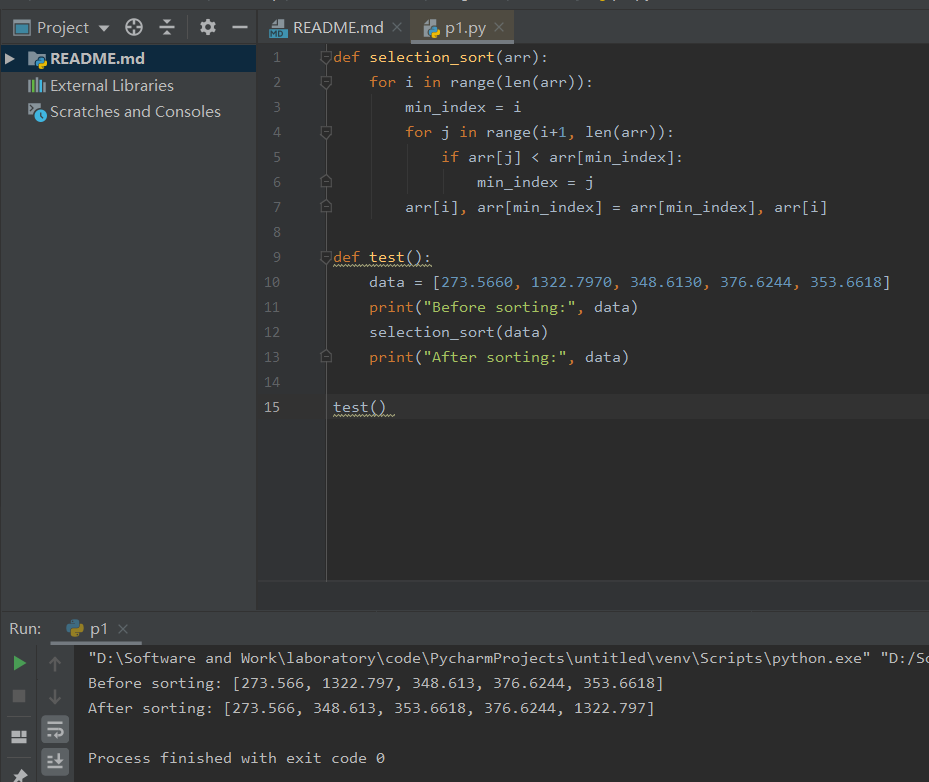 Project
README.md
p1.py
README.md
External Libraries
Scratches and Consoles
1 def selection_sort(arr):
2     for i in range(len(arr)):
3         min_index = i
4         for j in range(i+1, len(arr)):
5             if arr[j] < arr[min_index]:
6                 min_index = j
7         arr[i], arr[min_index] = arr[min_index], arr[i]
8
9 def test():
10     data = [273.5660, 1322.7970, 348.6130, 376.6244, 353.6618]
11     print("Before sorting:", data)
12     selection_sort(data)
13     print("After sorting:", data)
14
15 test()
Run: p1
"D:\Software and Work\laboratory\code\PycharmProjects\untitled\venv\Scripts\python.exe" "D:/So
Before sorting: [273.566, 1322.797, 348.613, 376.6244, 353.6618]
After sorting: [273.566, 348.613, 353.6618, 376.6244, 1322.797]
Process finished with exit code 0